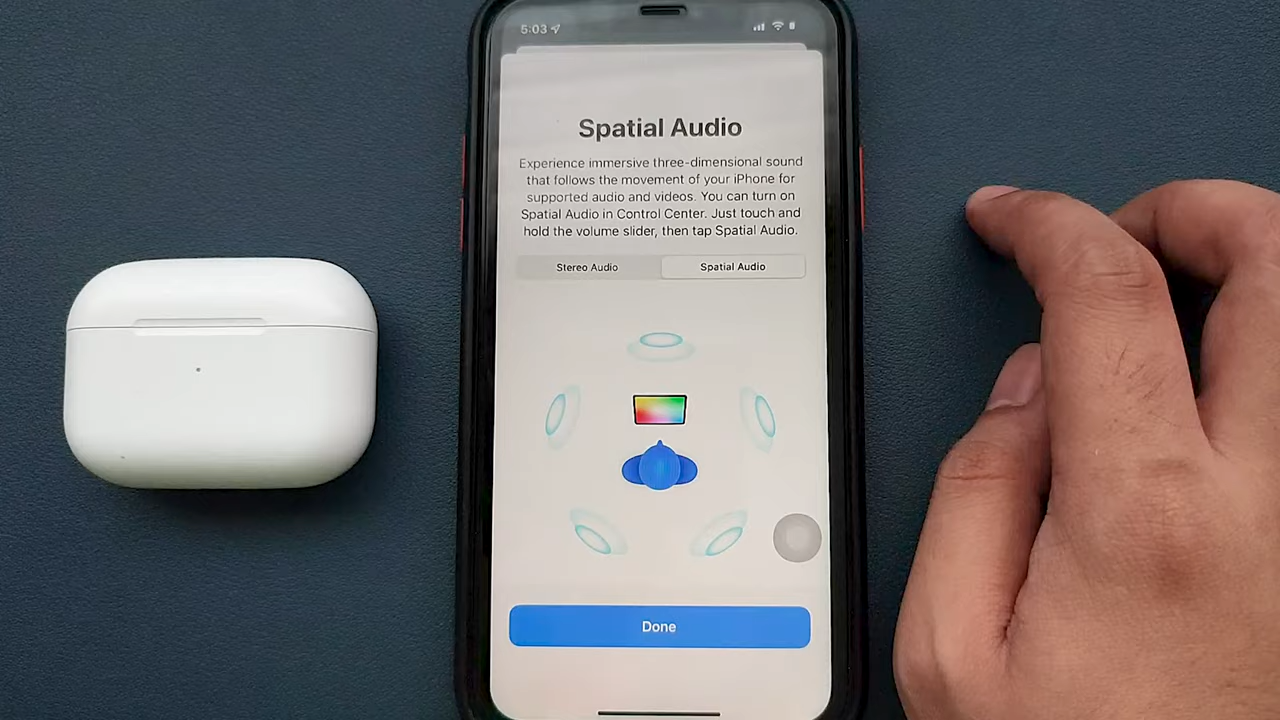 5:03
Spatial Audio
Experience immersive three-dimensional sound
that follows the movement of your iPhone for
supported audio and videos. You can turn on
Spatial Audio in Control Center. Just touch and
hold the volume slider, then tap Spatial Audio.
Stereo Audio
Spatial Audio
Done